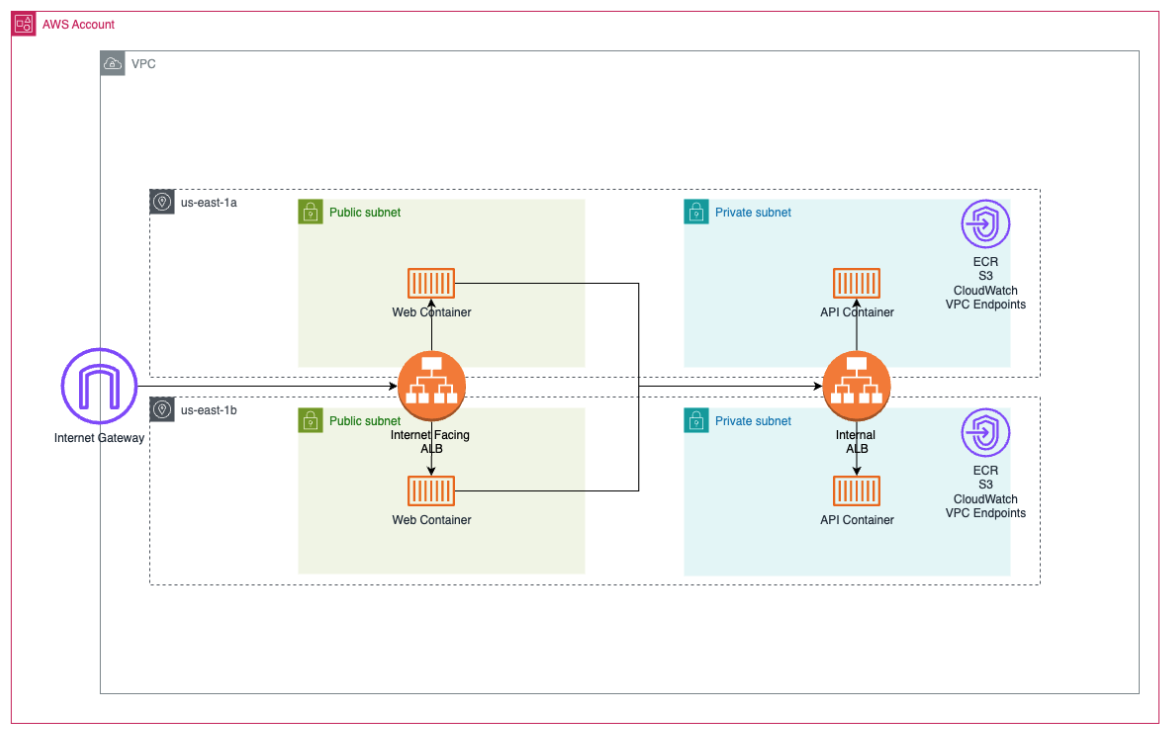 AWS Account
VPC
us-east-1a
Public subnet
Private subnet
ECR
S3
CloudWatch
VPC Endpoints
Web Container
API Container
Internet Gateway
us-east-1b
Public subnet
Private subnet
Internet Facing
ALB
Internal
ALB
ECR
S3
CloudWatch
VPC Endpoints
Web Container
API Container